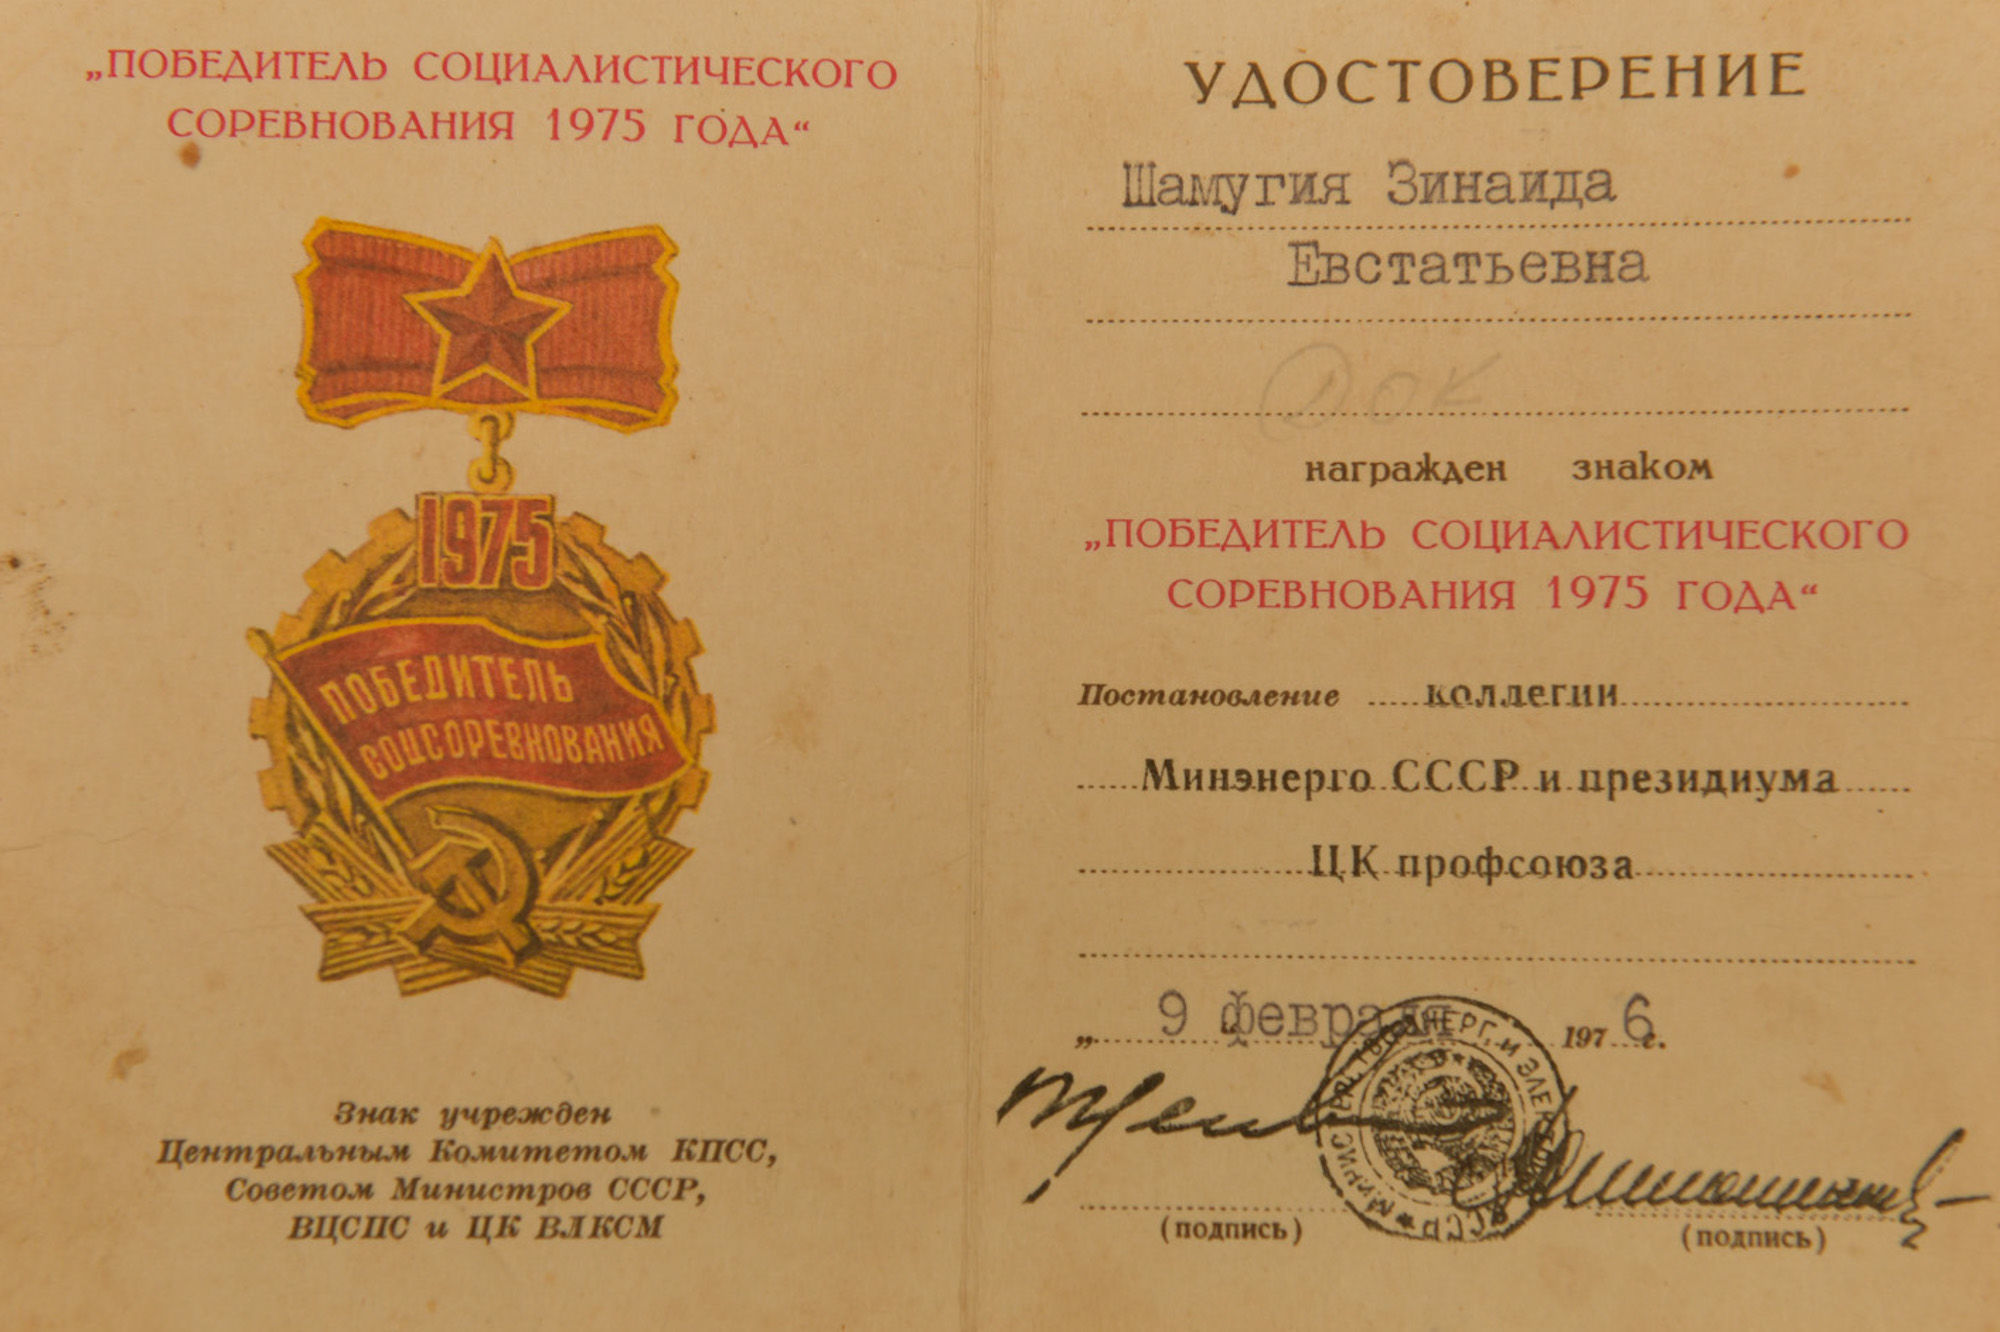 „ПОБЕДИТЕЛЬ СОЦИАЛИСТИЧЕСКОГО
СОРЕВНОВАНИЯ 1975 ГОДА“
1975
ПОБЕДИТЕЛЬ
СОЦСОРЕВНОВАНИЯ
Знак учрежден
Центральным Комитетом КПСС,
Советом Министров СССР,
ВЦСПС и ЦК ВЛКСМ
УДОСТОВЕРЕНИЕ
Шамугия Зинаида
Евстатьевна
награжден знаком
„ПОБЕДИТЕЛЬ СОЦИАЛИСТИЧЕСКОГО
СОРЕВНОВАНИЯ 1975 ГОДА“
Постановление коллегии
Минэнерго СССР и президиума
ЦК профсоюза
„ 9 “ февраля 1976 г.
(подпись) (подпись)